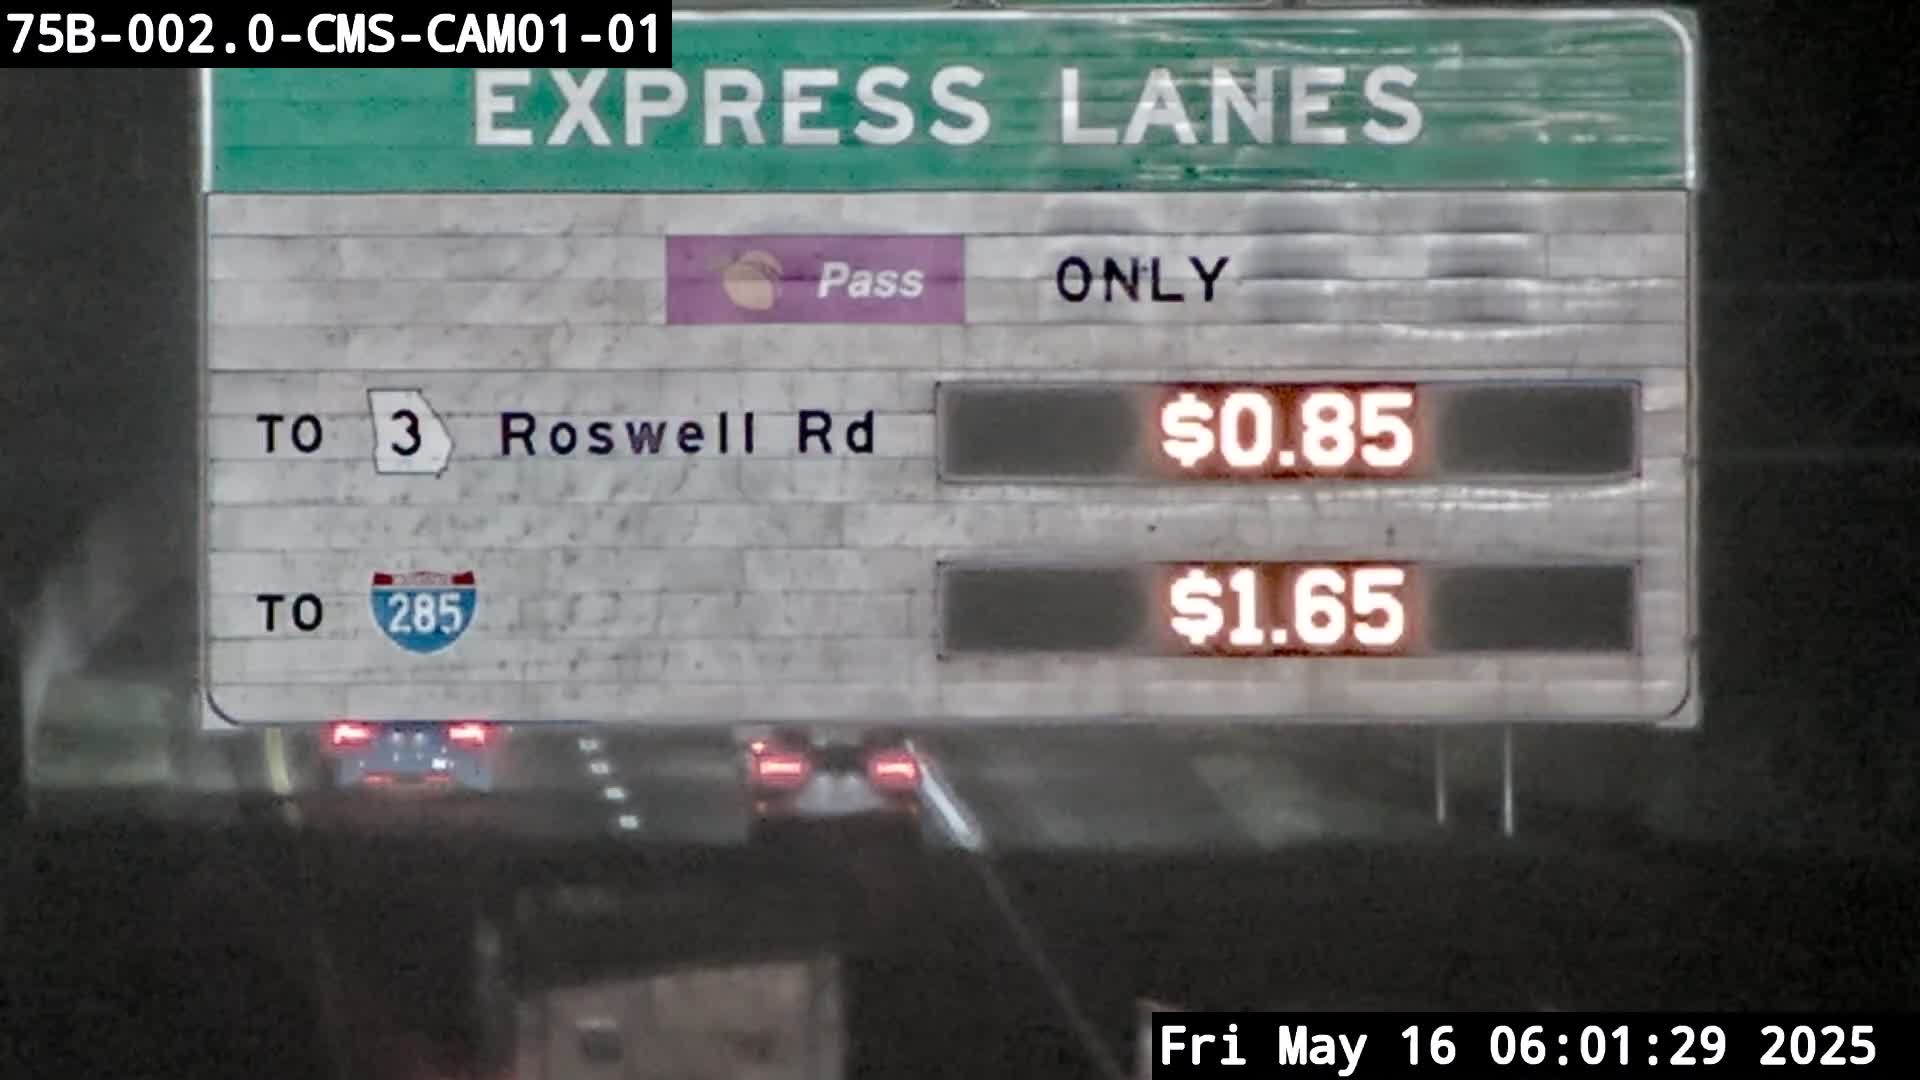 75B-002.0-CMS-CAM01-01
EXPRESS LANES
Pass ONLY
TO 3 Roswell Rd $0.85
TO 285 $1.65
Fri May 16 06:01:29 2025